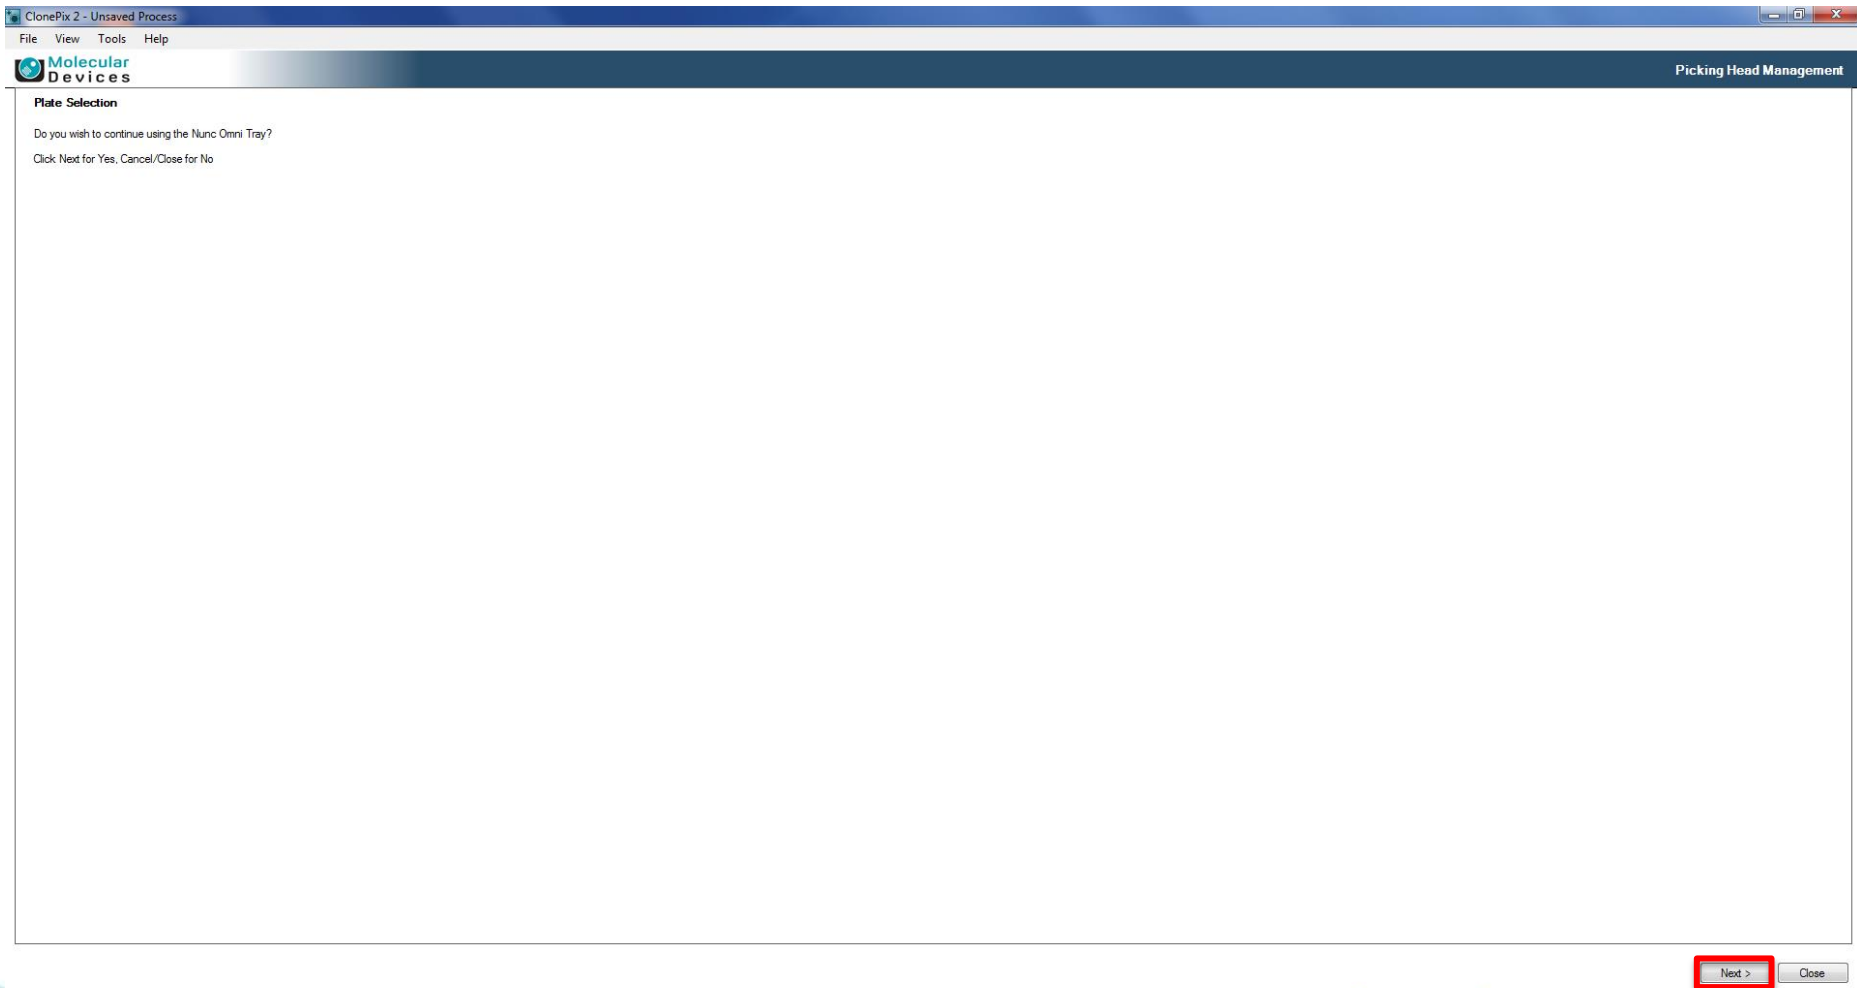 ClonePix 2 - Unsaved Process
File View Tools Help
Molecular
Devices
Picking Head Management
Plate Selection
Do you wish to continue using the Nunc Omni Tray?
Click Next for Yes, Cancel/Close for No
Next > Close